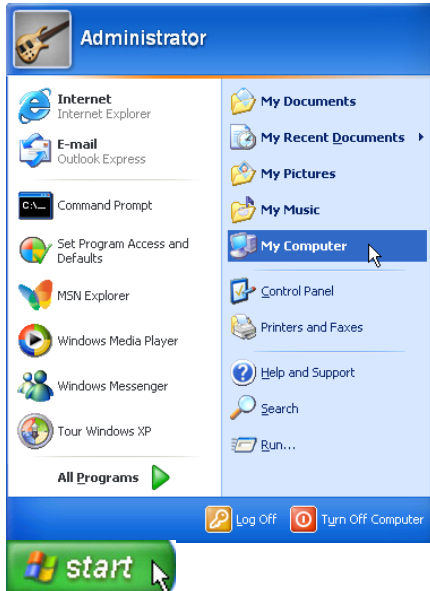 Administrator
Internet
Internet Explorer
E-mail
Outlook Express
C:\_
Command Prompt
Set Program Access and
Defaults
MSN Explorer
Windows Media Player
Windows Messenger
Tour Windows XP
All Programs
My Documents
My Recent Documents
My Pictures
My Music
My Computer
Control Panel
Printers and Faxes
Help and Support
Search
Run...
Log Off
Turn Off Computer
start